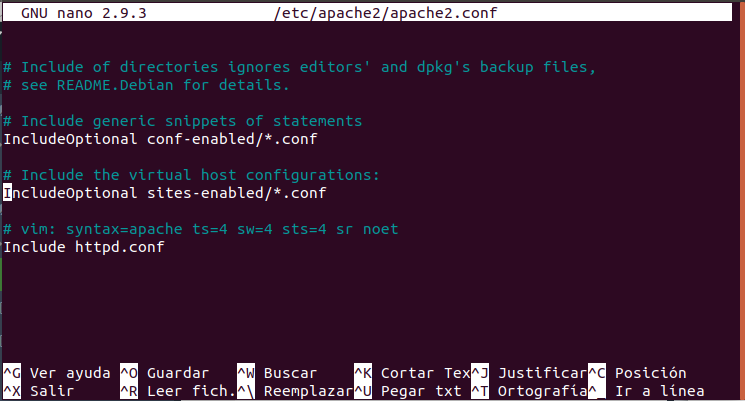 GNU nano 2.9.3 /etc/apache2/apache2.conf
# Include of directories ignores editors' and dpkg's backup files,
# see README.Debian for details.
# Include generic snippets of statements
IncludeOptional conf-enabled/*.conf
# Include the virtual host configurations:
IncludeOptional sites-enabled/*.conf
# vim: syntax=apache ts=4 sw=4 sts=4 sr noet
Include httpd.conf
^G Ver ayuda ^O Guardar ^W Buscar ^K Cortar Tex^J Justificar^C Posición
^X Salir ^R Leer fich.^\ Reemplazar^U Pegar txt ^T Ortografía^_ Ir a línea